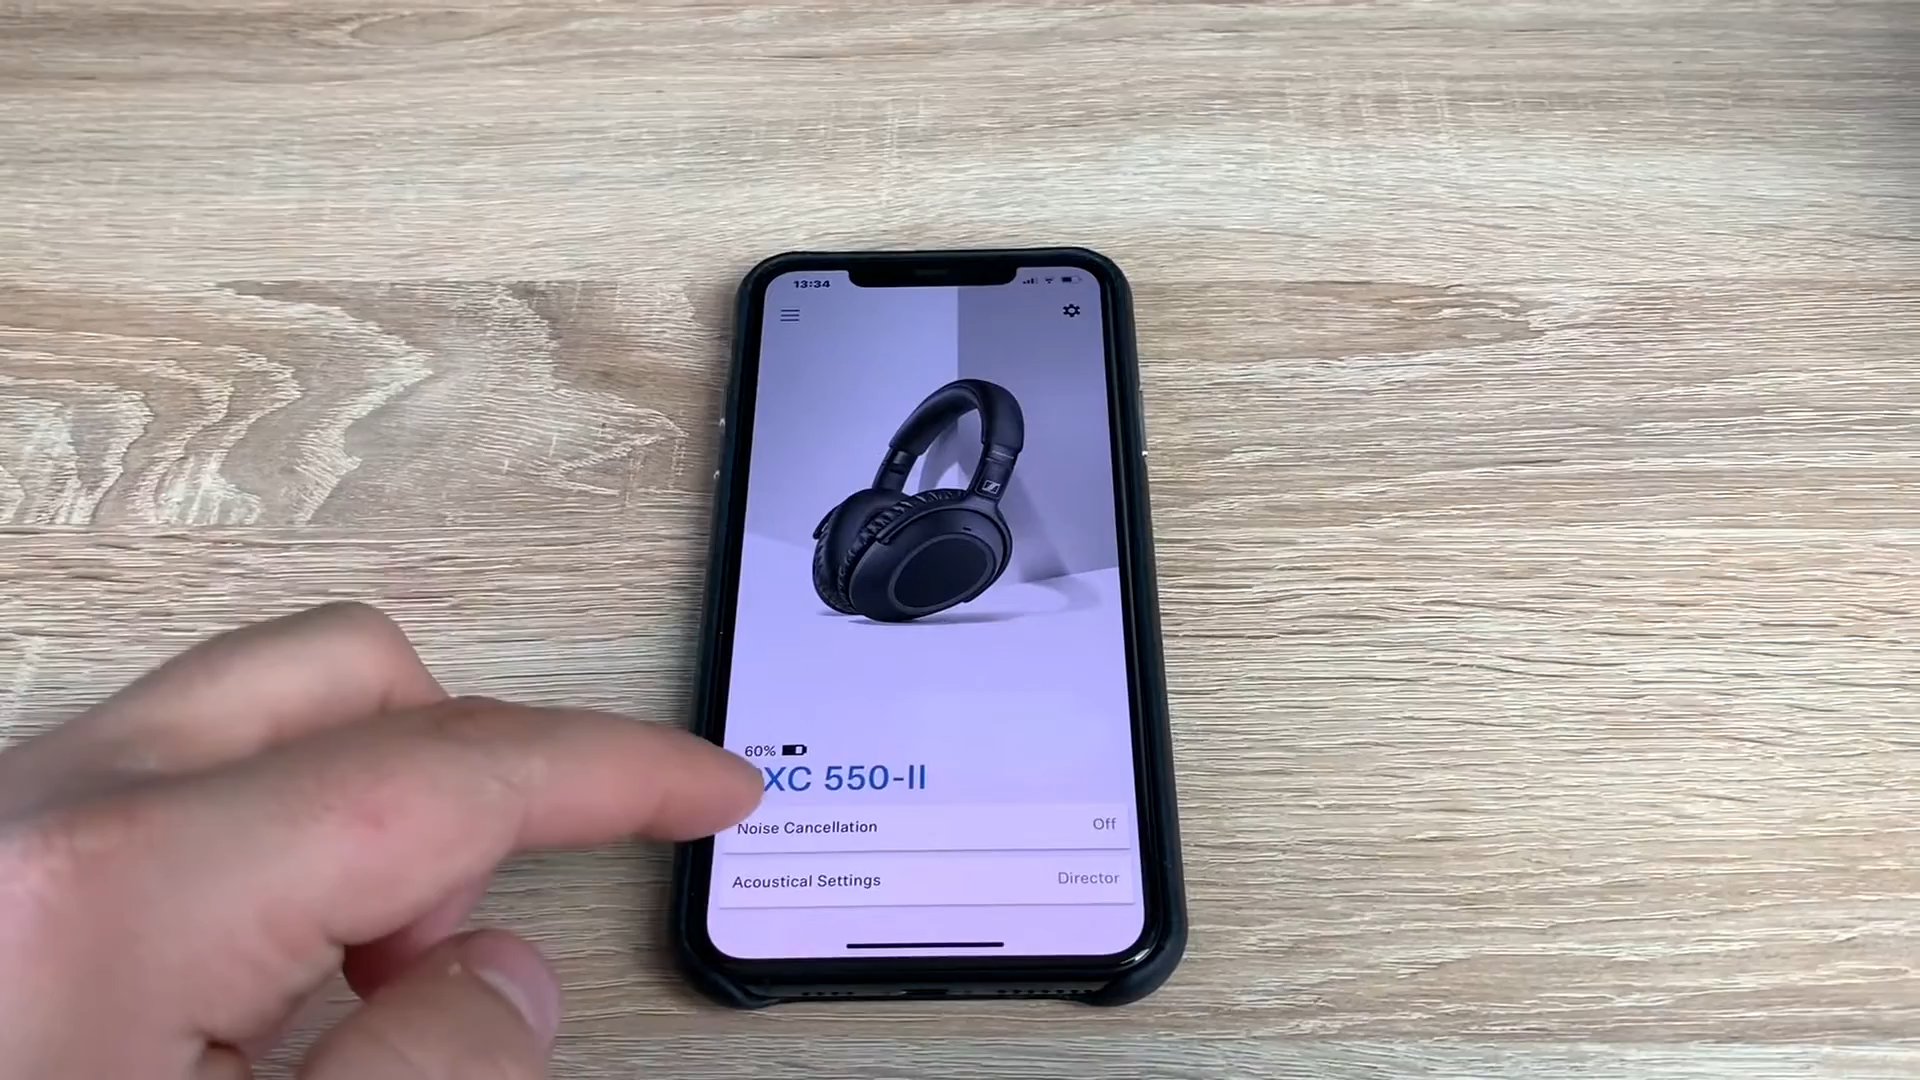 13:34
60%
XC 550-II
Noise Cancellation Off
Acoustical Settings Director